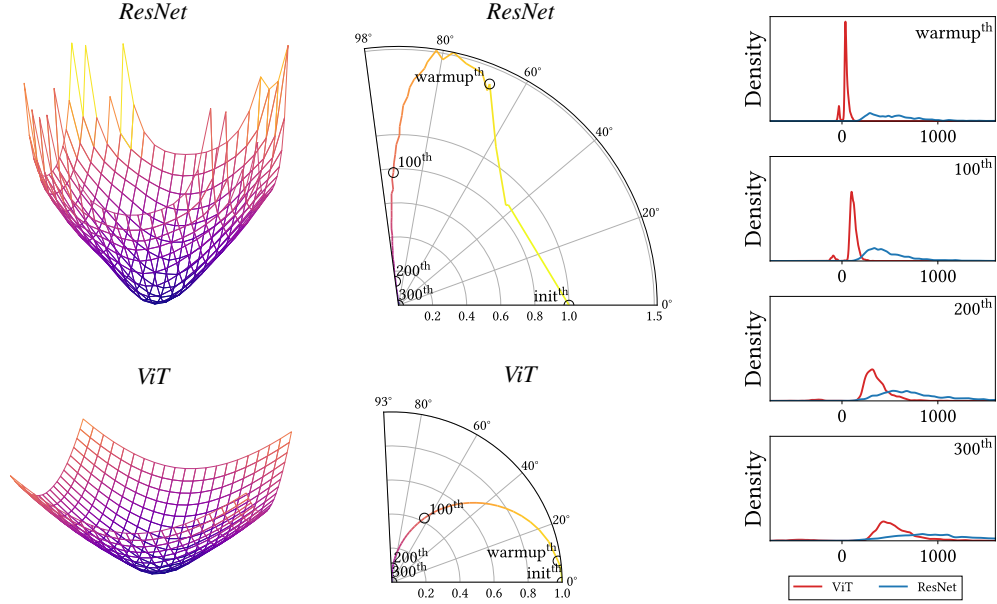 ResNet
ResNet
98°
80°
60°
40°
20°
0°
warmupth
100th
200th
300th
initth
0.2 0.4 0.6 0.8 1.0 1.5
ViT
ViT
93°
80°
60°
40°
20°
0°
100th
warmupth
200th
300th
initth
0.2 0.4 0.6 0.8 1.0
Density
warmupth
0 1000
Density
100th
0 1000
Density
200th
0 1000
Density
300th
0 1000
ViT ResNet